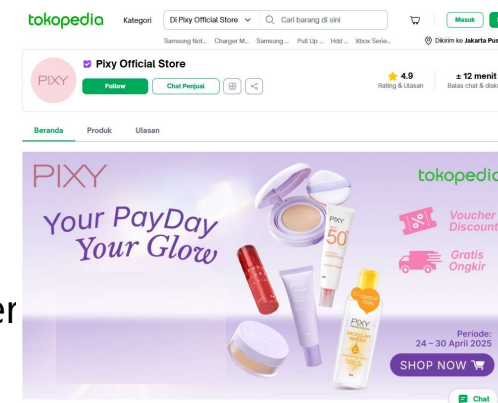 tokopedia Kategori Di Pixy Official Store Cari barang di sini Masuk
Samsung Not... Charger M... Samsung ... Pull Up ... Hdd ... Xbox Serie... Dikirim ke Jakarta Pus
Pixy Official Store
PIXY
Follow Chat Penjual
4.9
Rating & Ulasan
± 12 menit
Balas chat & disku
Beranda Produk Ulasan
PIXY
tokopedia
Your PayDay
Your Glow
Voucher
Discount
Gratis
Ongkir
PIXY
50
PIXY
MICELLAR
WATER
er
Periode:
24 – 30 April 2025
SHOP NOW
Chat